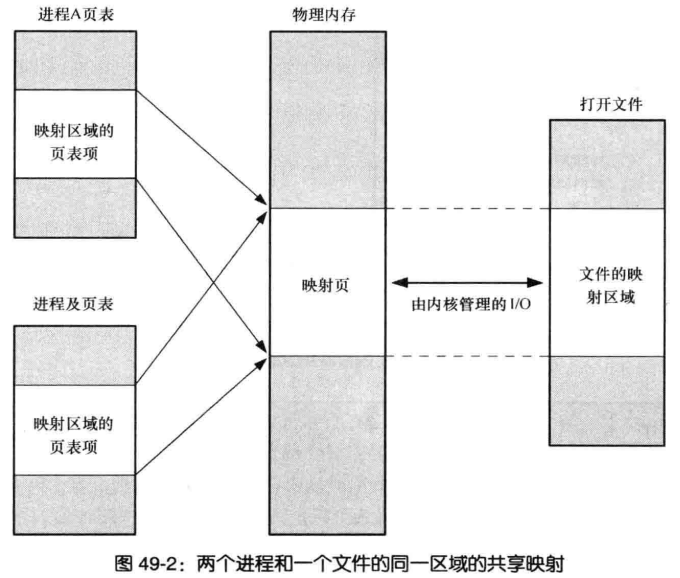 进程A页表
物理内存
打开文件
映射区域的
页表项
映射页
由内核管理的I/O
文件的映
射区域
进程及页表
映射区域的
页表项
图 49-2：两个进程和一个文件的同一区域的共享映射